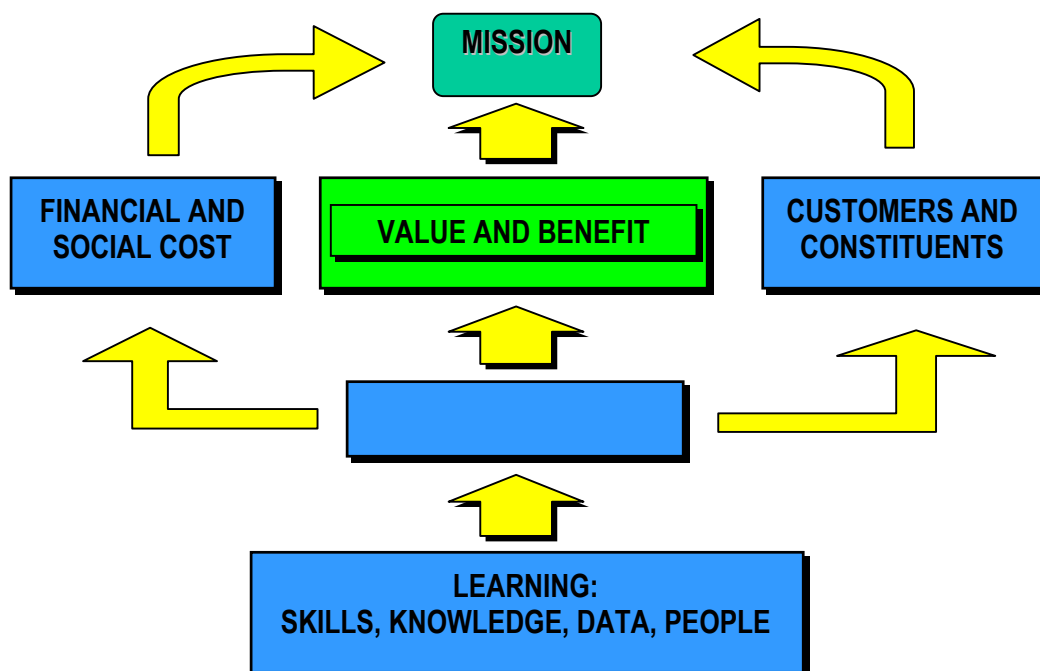 MISSION
FINANCIAL AND
SOCIAL COST
VALUE AND BENEFIT
CUSTOMERS AND
CONSTITUENTS
LEARNING:
SKILLS, KNOWLEDGE, DATA, PEOPLE